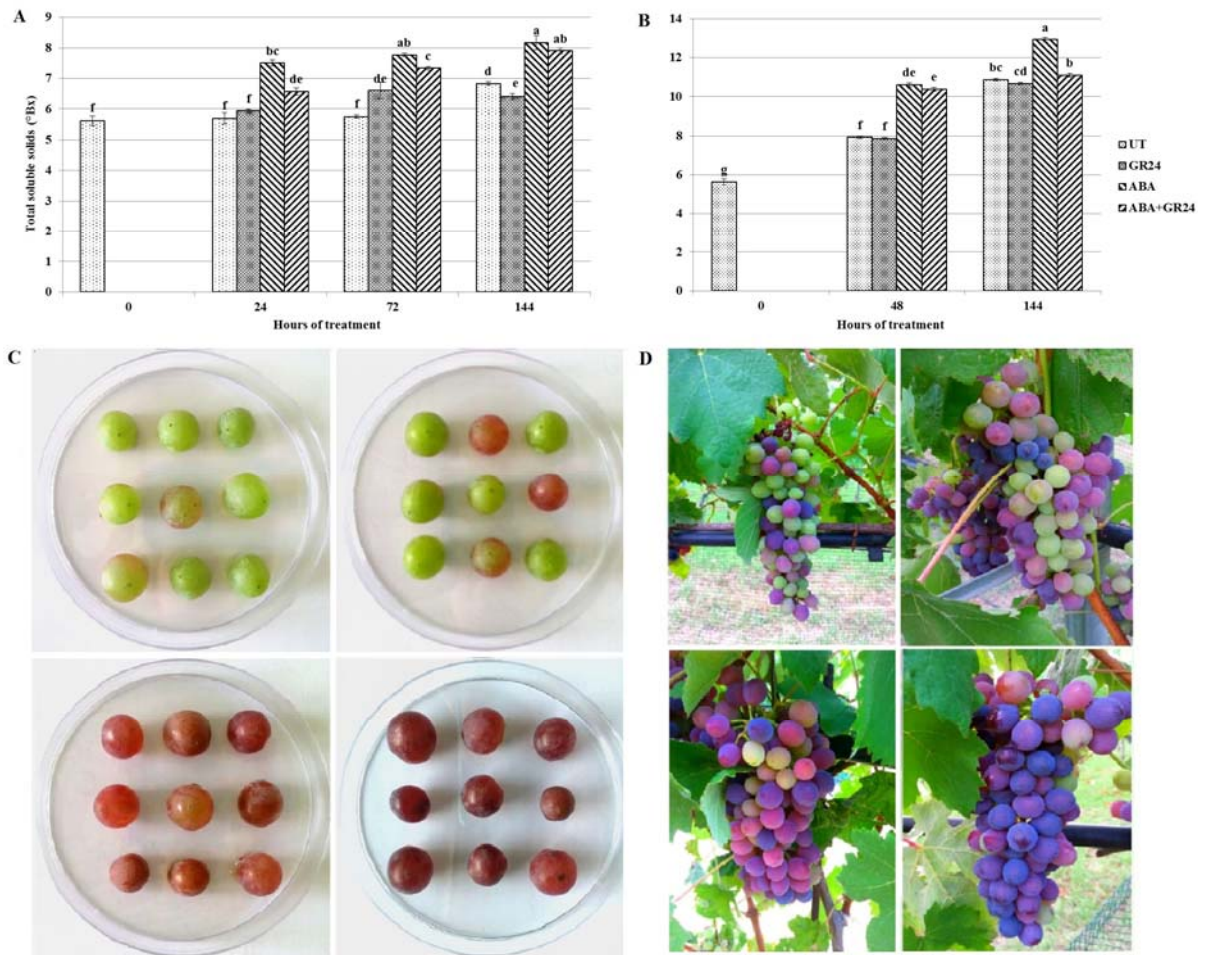 A
Total soluble solids (°Bx)
9
8
7
6
5
4
3
2
1
0
f
f
f
bc
de
f
de
ab
c
d
e
a
ab
0
24
72
144
Hours of treatment
B
14
12
10
8
6
4
2
0
g
f
f
de
e
bc
cd
a
b
0
48
144
Hours of treatment
UT
GR24
ABA
ABA+GR24
C
D